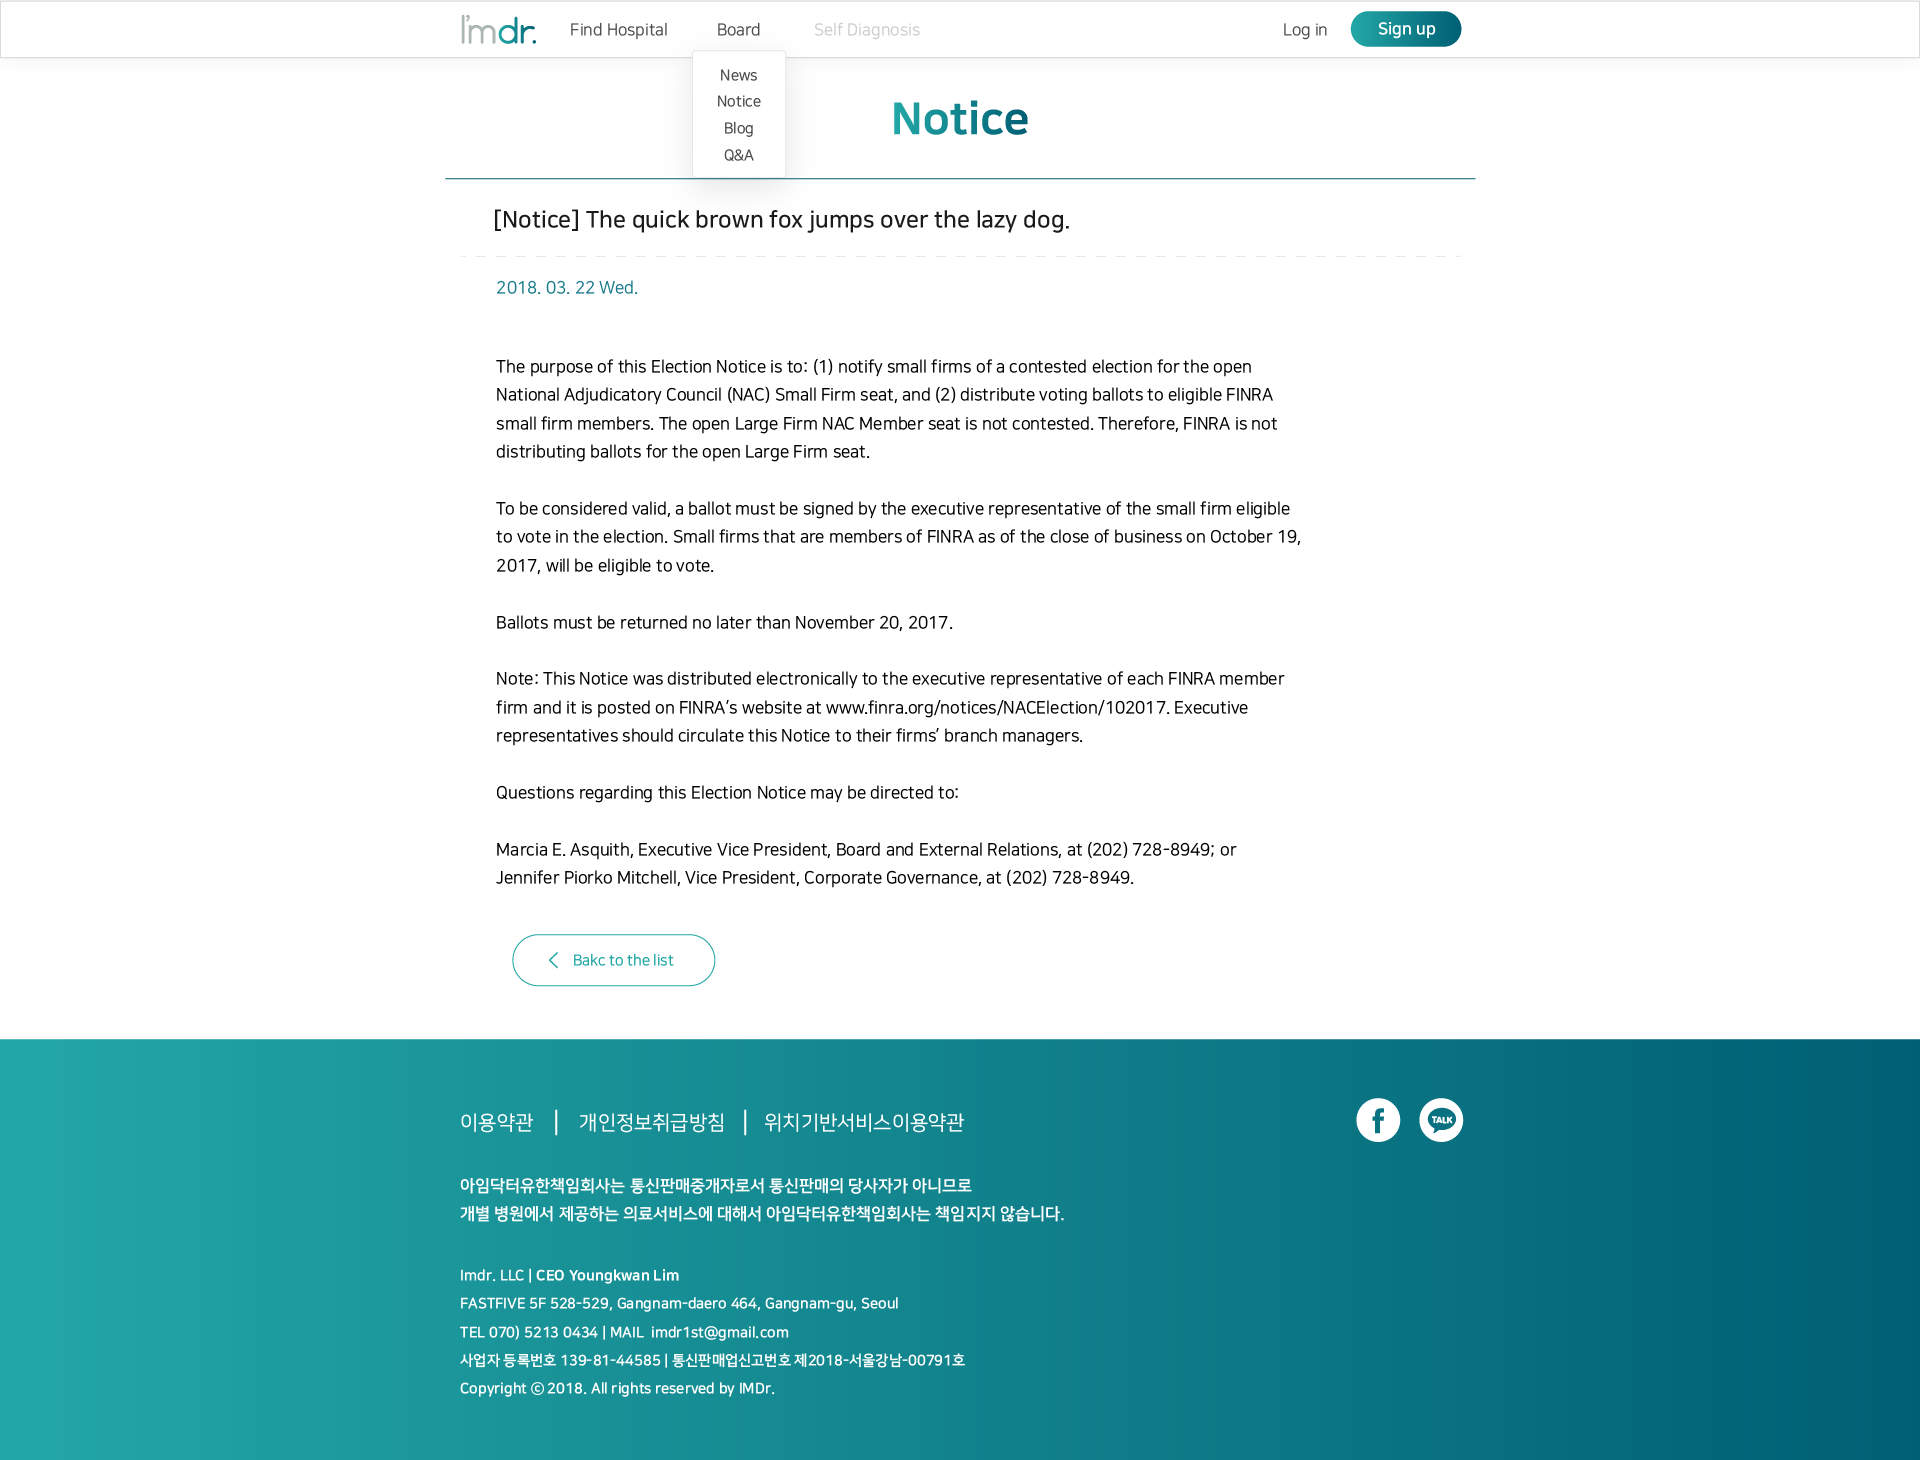 I'mdr. Find Hospital Board Self Diagnosis Log in Sign up
News
Notice
Blog
Q&A
Notice
[Notice] The quick brown fox jumps over the lazy dog.
2018. 03. 22 Wed.
The purpose of this Election Notice is to: (1) notify small firms of a contested election for the open
National Adjudicatory Council (NAC) Small Firm seat, and (2) distribute voting ballots to eligible FINRA
small firm members. The open Large Firm NAC Member seat is not contested. Therefore, FINRA is not
distributing ballots for the open Large Firm seat.
To be considered valid, a ballot must be signed by the executive representative of the small firm eligible
to vote in the election. Small firms that are members of FINRA as of the close of business on October 19,
2017, will be eligible to vote.
Ballots must be returned no later than November 20, 2017.
Note: This Notice was distributed electronically to the executive representative of each FINRA member
firm and it is posted on FINRA's website at www.finra.org/notices/NACElection/102017. Executive
representatives should circulate this Notice to their firms' branch managers.
Questions regarding this Election Notice may be directed to:
Marcia E. Asquith, Executive Vice President, Board and External Relations, at (202) 728-8949; or
Jennifer Piorko Mitchell, Vice President, Corporate Governance, at (202) 728-8949.
Bakc to the list
이용약관 | 개인정보취급방침 | 위치기반서비스이용약관
TALK
아임닥터유한책임회사는 통신판매중개자로서 통신판매의 당사자가 아니므로
개별 병원에서 제공하는 의료서비스에 대해서 아임닥터유한책임회사는 책임지지 않습니다.
Imdr. LLC | CEO Youngkwan Lim
FASTFIVE 5F 528-529, Gangnam-daero 464, Gangnam-gu, Seoul
TEL 070) 5213 0434 | MAIL imdr1st@gmail.com
사업자 등록번호 139-81-44585 | 통신판매업신고번호 제2018-서울강남-00791호
Copyright ⓒ 2018. All rights reserved by IMDr.